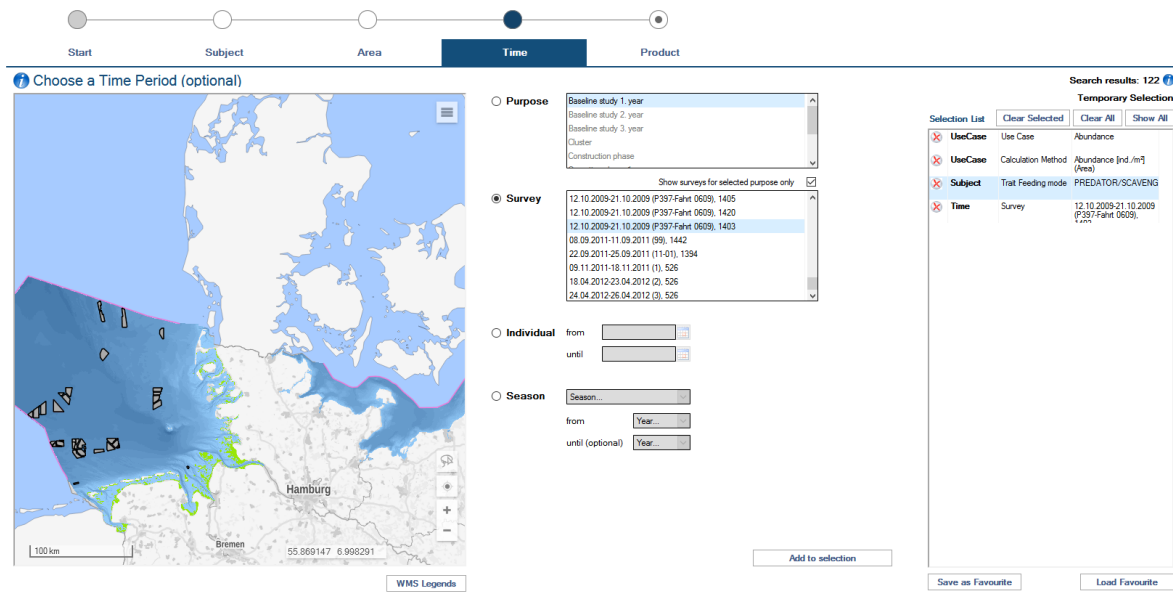 Start
Subject
Area
Time
Product
Choose a Time Period (optional)
Search results: 122
Temporary Selection
Selection List
Clear Selected
Clear All
Show All
UseCase Use Case Abundance
UseCase Calculation Method Abundance [ind./m²]
(Area)
Subject Trait Feeding mode PREDATOR/SCAVENG
Time Survey 12.10.2009-21.10.2009
(P397-Fahrt 0609),
Purpose
Baseline study 1. year
Baseline study 2. year
Baseline study 3. year
Cluster
Construction phase
Show surveys for selected purpose only
Survey
12.10.2009-21.10.2009 (P397-Fahrt 0609), 1405
12.10.2009-21.10.2009 (P397-Fahrt 0609), 1420
12.10.2009-21.10.2009 (P397-Fahrt 0609), 1403
08.09.2011-11.09.2011 (99), 1442
22.09.2011-25.09.2011 (11-01), 1394
09.11.2011-18.11.2011 (1), 526
18.04.2012-23.04.2012 (2), 526
24.04.2012-26.04.2012 (3), 526
Individual
from
until
Season
Season...
from Year...
until (optional) Year...
Hamburg
Bremen
100 km
55.869147 6.998291
+
−
WMS Legends
Add to selection
Save as Favourite
Load Favourite